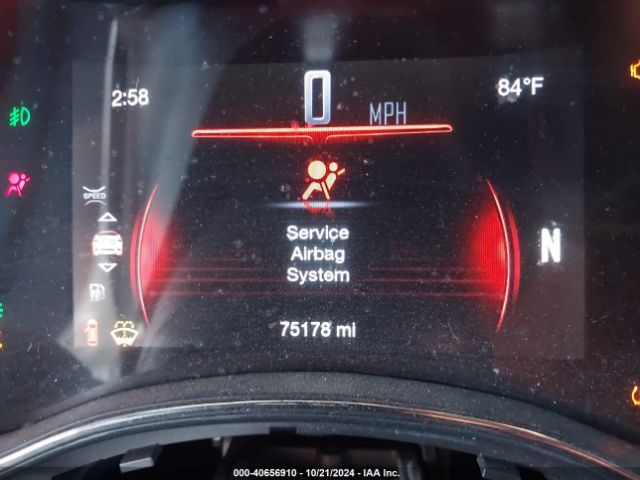 2:58
0 MPH
84°F
SPEED
Service
Airbag
System
N
75178 mi
000-40656910 - 10/21/2024 - IAA Inc.